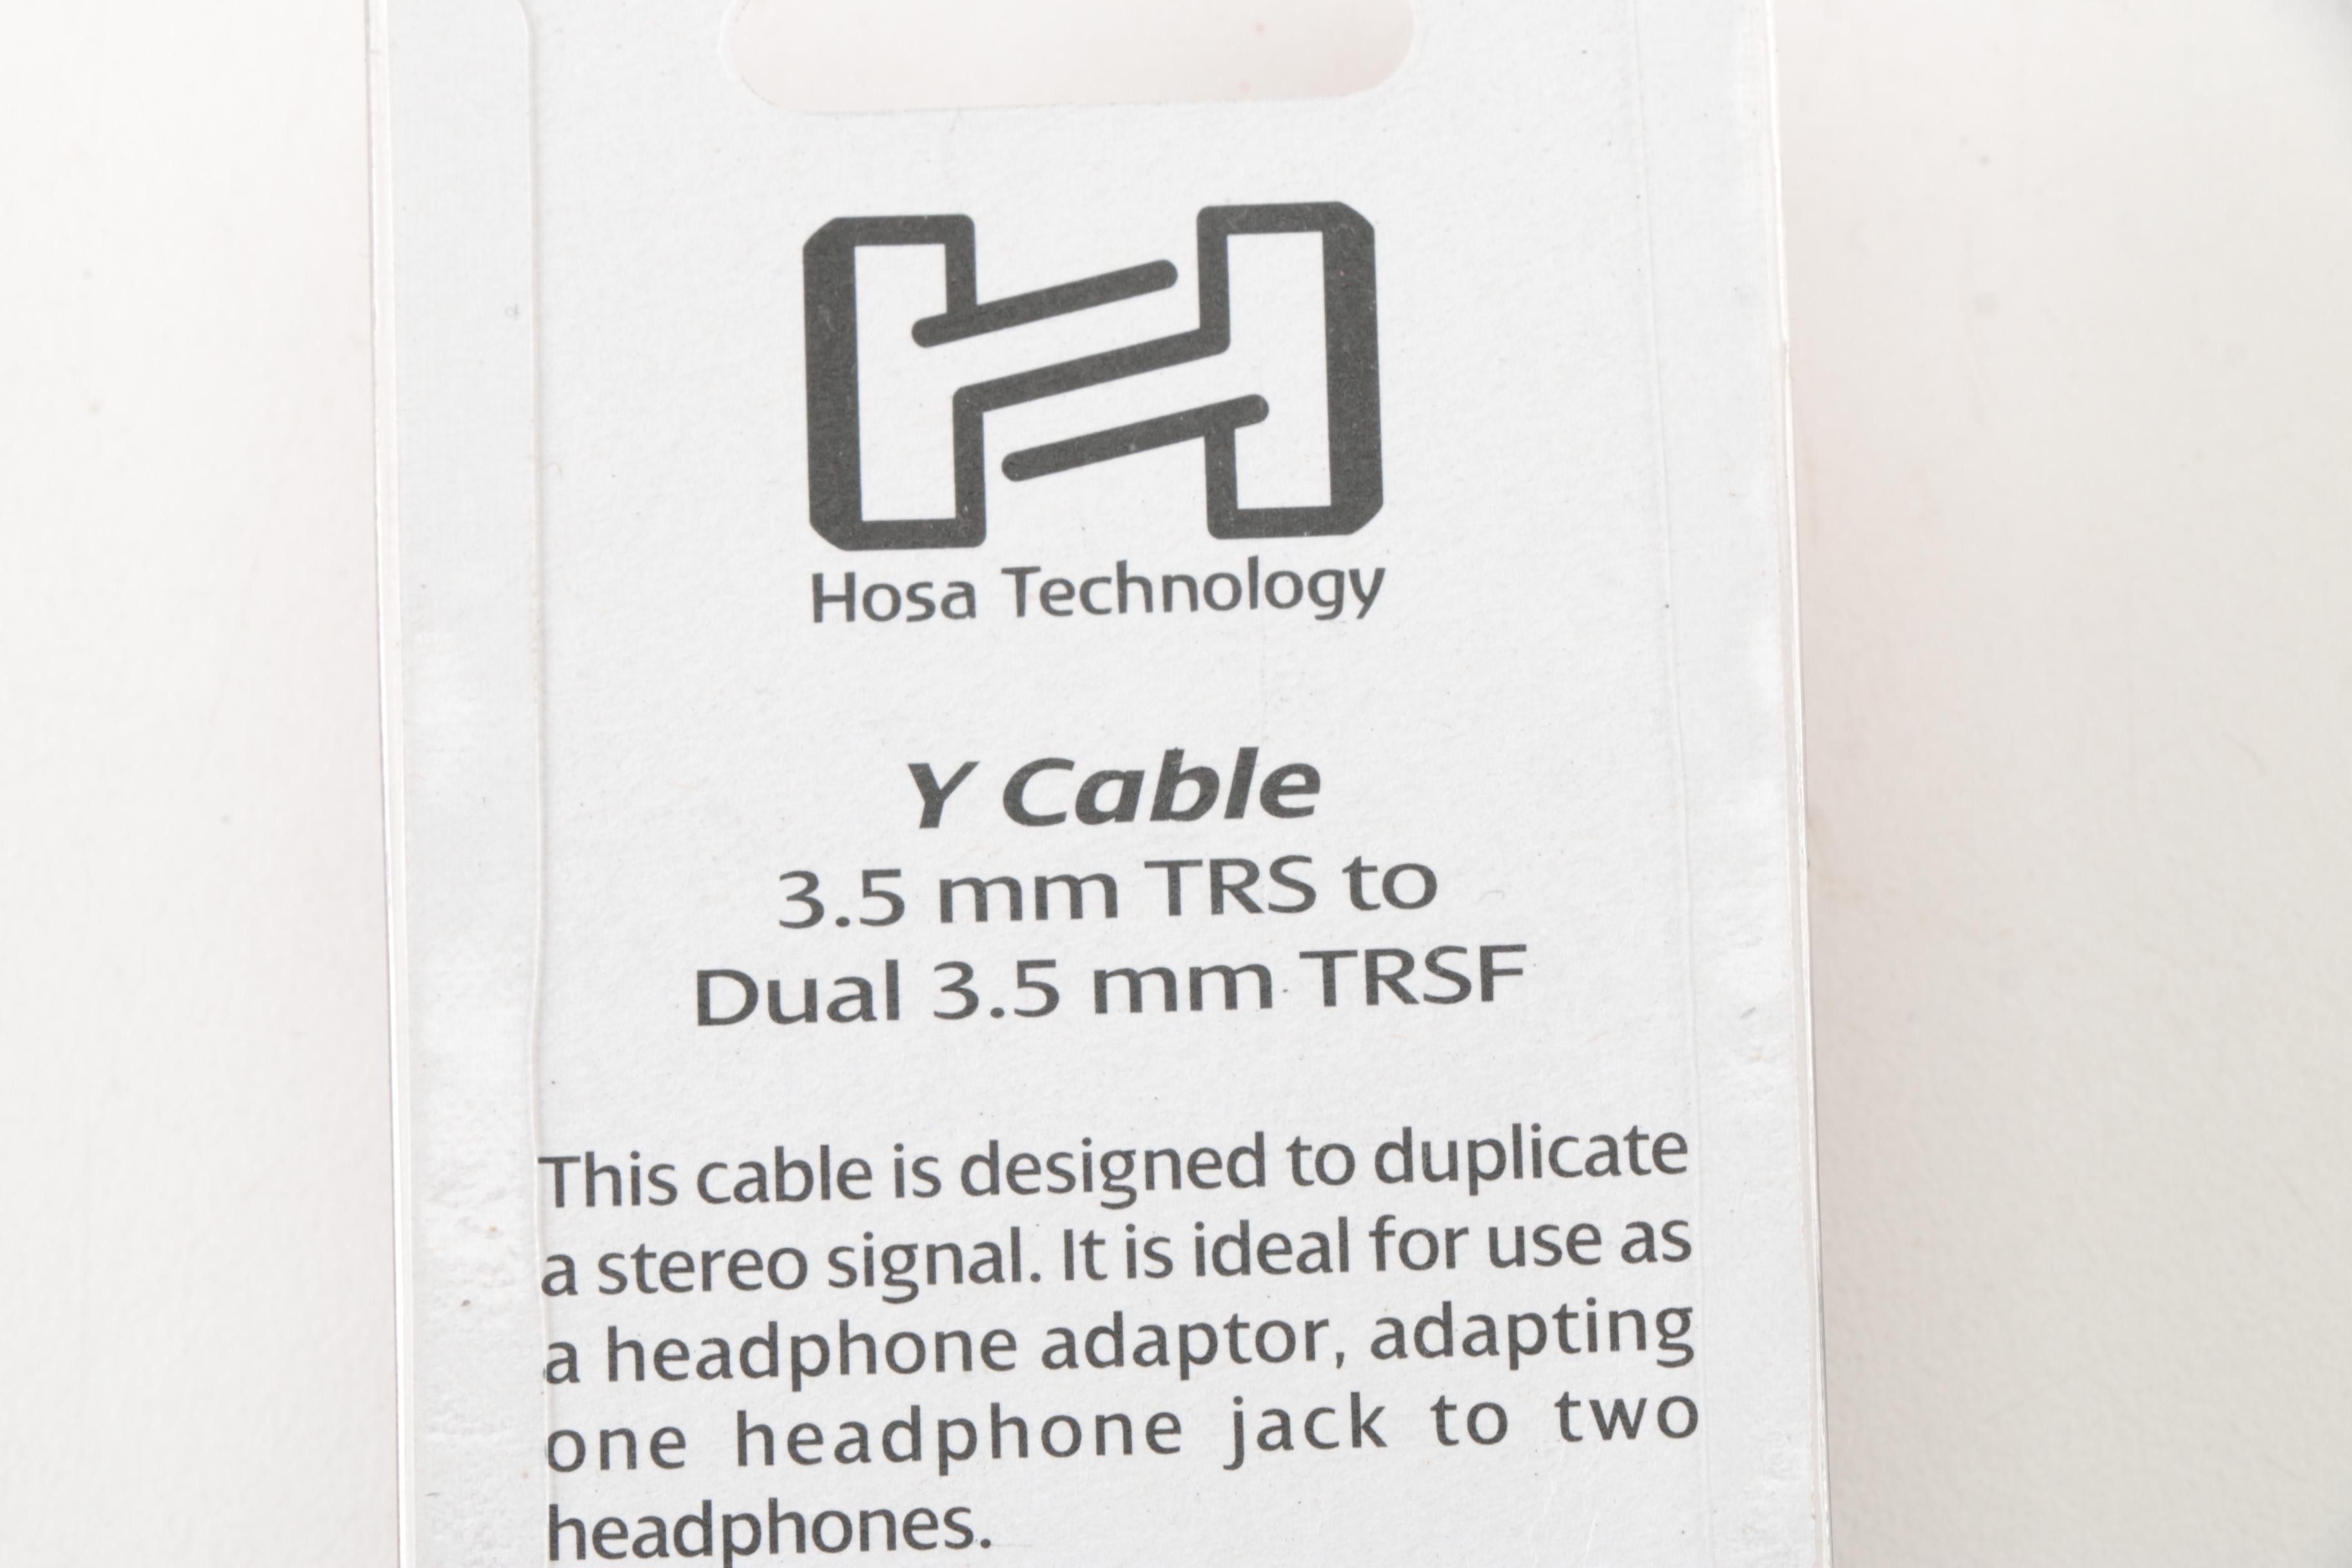 Hosa Technology
Y Cable
3.5 mm TRS to
Dual 3.5 mm TRSF
This cable is designed to duplicate
a stereo signal. It is ideal for use as
a headphone adaptor, adapting
one headphone jack to two
headphones.